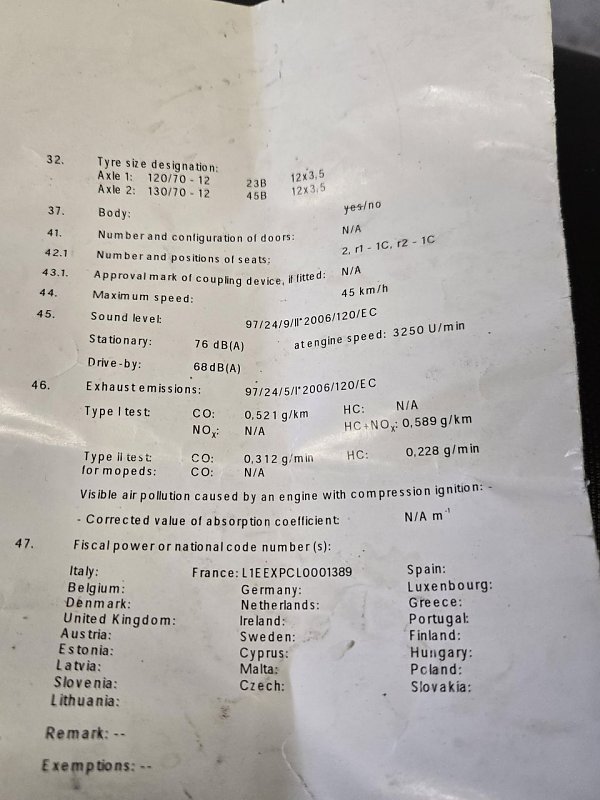 32. Tyre size designation:
Axle 1: 120/70 - 12 23B 12x3,5
Axle 2: 130/70 - 12 45B 12x3,5
37. Body: yes/no
41. Number and configuration of doors: N/A
42.1 Number and positions of seats: 2, r1 - 1C, r2 - 1C
43.1. Approval mark of coupling device, if fitted: N/A
44. Maximum speed: 45 km/h
45. Sound level: 97/24/9/II*2006/120/EC
Stationary: 76 dB(A) at engine speed: 3250 U/min
Drive-by: 68 dB(A)
46. Exhaust emissions: 97/24/5/I*2006/120/EC
Type I test: CO: 0,521 g/km HC: N/A
NOx: N/A HC+NOx: 0,589 g/km
Type II test: CO: 0,312 g/min HC: 0,228 g/min
for mopeds: CO: N/A
Visible air pollution caused by an engine with compression ignition: -
- Corrected value of absorption coefficient: N/A m⁻¹
47. Fiscal power or national code number (s):
Italy: France: L1EEXPCL0001389 Spain:
Belgium: Germany: Luxenbourg:
Denmark: Netherlands: Greece:
United Kingdom: Ireland: Portugal:
Austria: Sweden: Finland:
Estonia: Cyprus: Hungary:
Latvia: Malta: Poland:
Slovenia: Czech: Slovakia:
Lithuania:
Remark: --
Exemptions: --